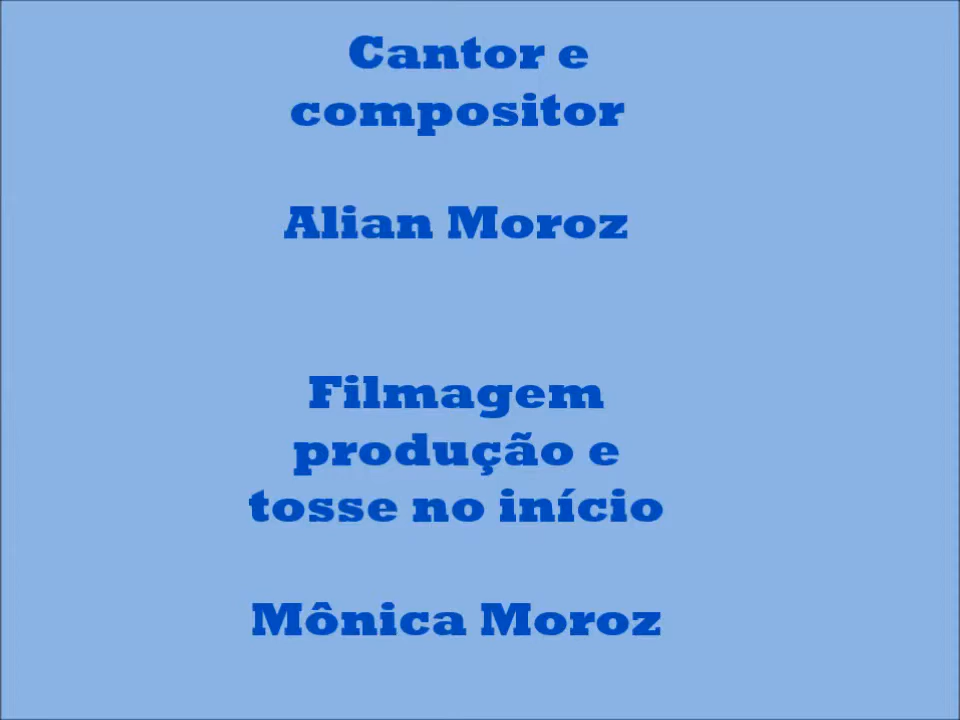 Cantor e
compositor
Alian Moroz
Filmagem
produção e
tosse no início
Mônica Moroz